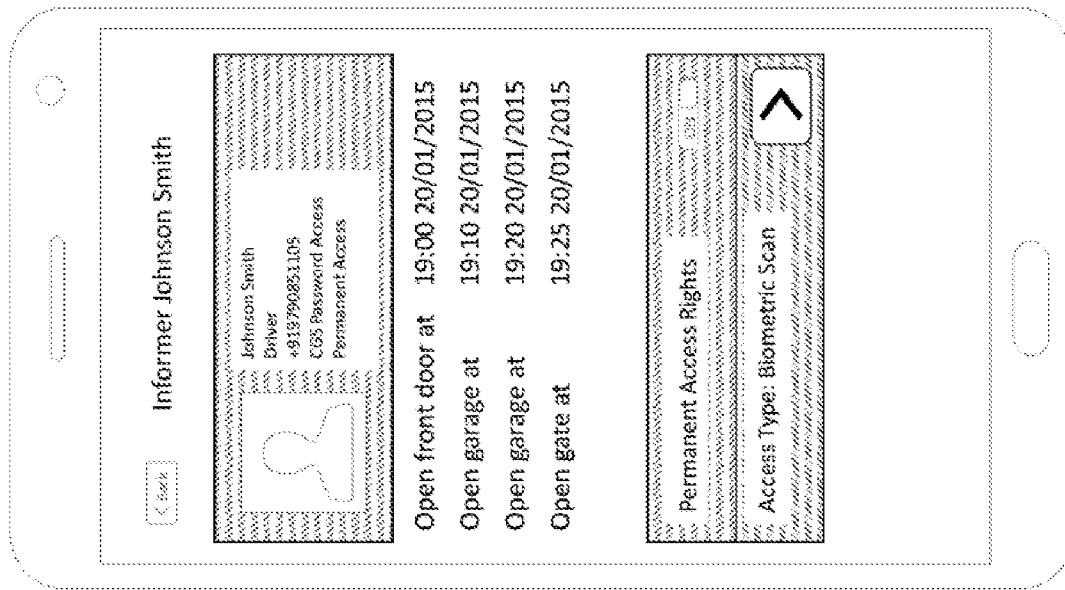 < Back
Informer Johnson Smith
Johnson Smith
Driver
+919790851105
CG5 Password Access
Permanent Access
Open front door at 19:00 20/01/2015
Open garage at 19:10 20/01/2015
Open garage at 19:20 20/01/2015
Open gate at 19:25 20/01/2015
Permanent Access Rights
Access Type: Biometric Scan